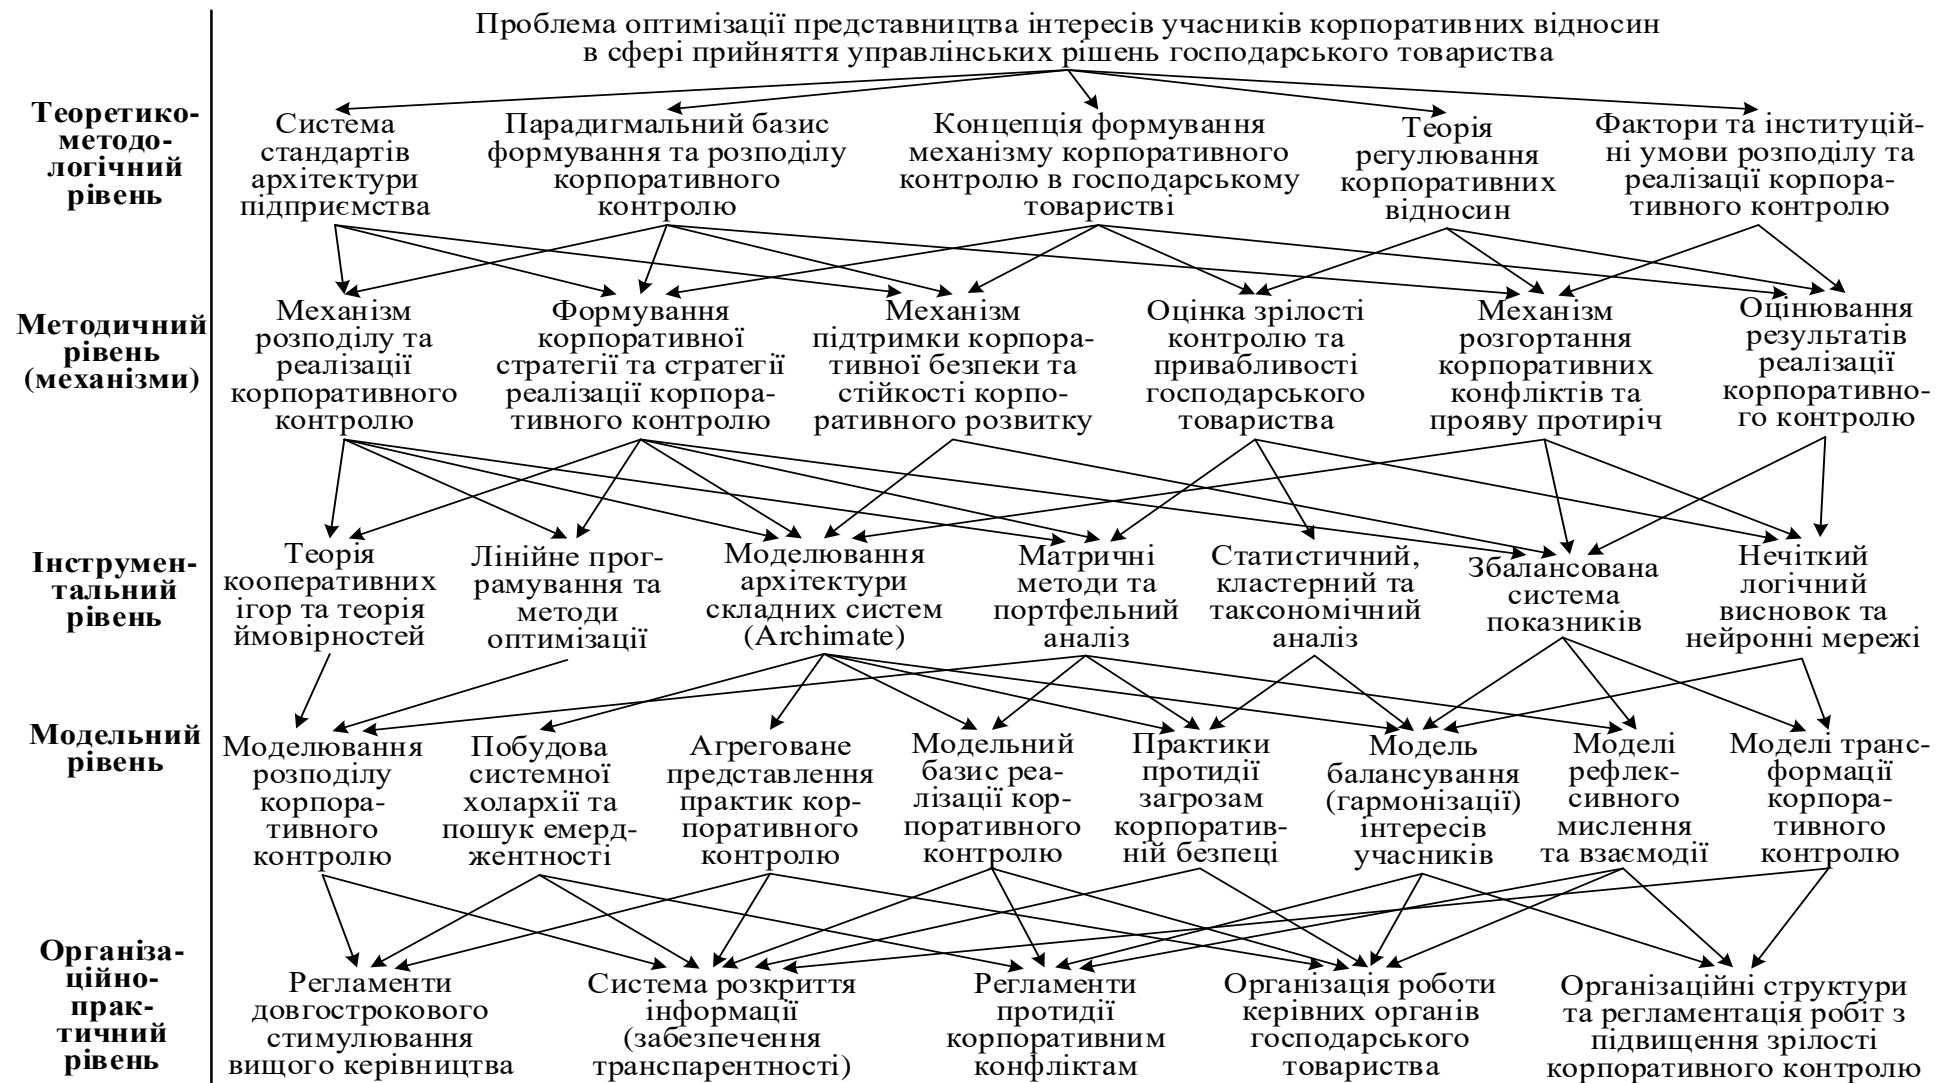 Проблема оптимізації представництва інтересів учасників корпоративних відносин
в сфері прийняття управлінських рішень господарського товариства
Теоретико-
методо-
логічний
рівень
Система
стандартів
архітектури
підприємства
Парадигмальний базис
формування та розподілу
корпоративного
контролю
Концепція формування
механізму корпоративного
контролю в господарському
товаристві
Теорія
регулювання
корпоративних
відносин
Фактори та інституцій-
ні умови розподілу та
реалізації корпора-
тивного контролю
Методичний
рівень
(механізми)
Механізм
розподілу та
реалізації
корпоративного
контролю
Формування
корпоративної
стратегії та стратегії
реалізації корпора-
тивного контролю
Механізм
підтримки корпора-
тивної безпеки та
стійкості корпо-
ративного розвитку
Оцінка зрілості
контролю та
привабливості
господарського
товариства
Механізм
розгортання
корпоративних
конфліктів та
прояву протиріч
Оцінювання
результатів
реалізації
корпоративно-
го контролю
Інструмен-
тальний
рівень
Теорія
кооперативних
ігор та теорія
ймовірностей
Лінійне прог-
рамування та
методи
оптимізації
Моделювання
архітектури
складних систем
(Archimate)
Матричні
методи та
портфельний
аналіз
Статистичний,
кластерний та
таксономічний
аналіз
Збалансована
система
показників
Нечіткий
логічний
висновок та
нейронні мережі
Модельний
рівень
Моделювання
розподілу
корпора-
тивного
контролю
Побудова
системної
холархії та
пошук емерд-
жентності
Агреговане
представлення
практик кор-
поративного
контролю
Модельний
базис реа-
лізації кор-
поративного
контролю
Практики
протидії
загрозам
корпоратив-
ній безпеці
Модель
балансування
(гармонізації)
інтересів
учасників
Моделі
рефлек-
сивного
мислення
та взаємодії
Моделі транс-
формації
корпора-
тивного
контролю
Організа-
ційно-
прак-
тичний
рівень
Регламенти
довгострокового
стимулювання
вищого керівництва
Система розкриття
інформації
(забезпечення
транспарентності)
Регламенти
протидії
корпоративним
конфліктам
Організація роботи
керівних органів
господарського
товариства
Організаційні структури
та регламентація робіт з
підвищення зрілості
корпоративного контролю